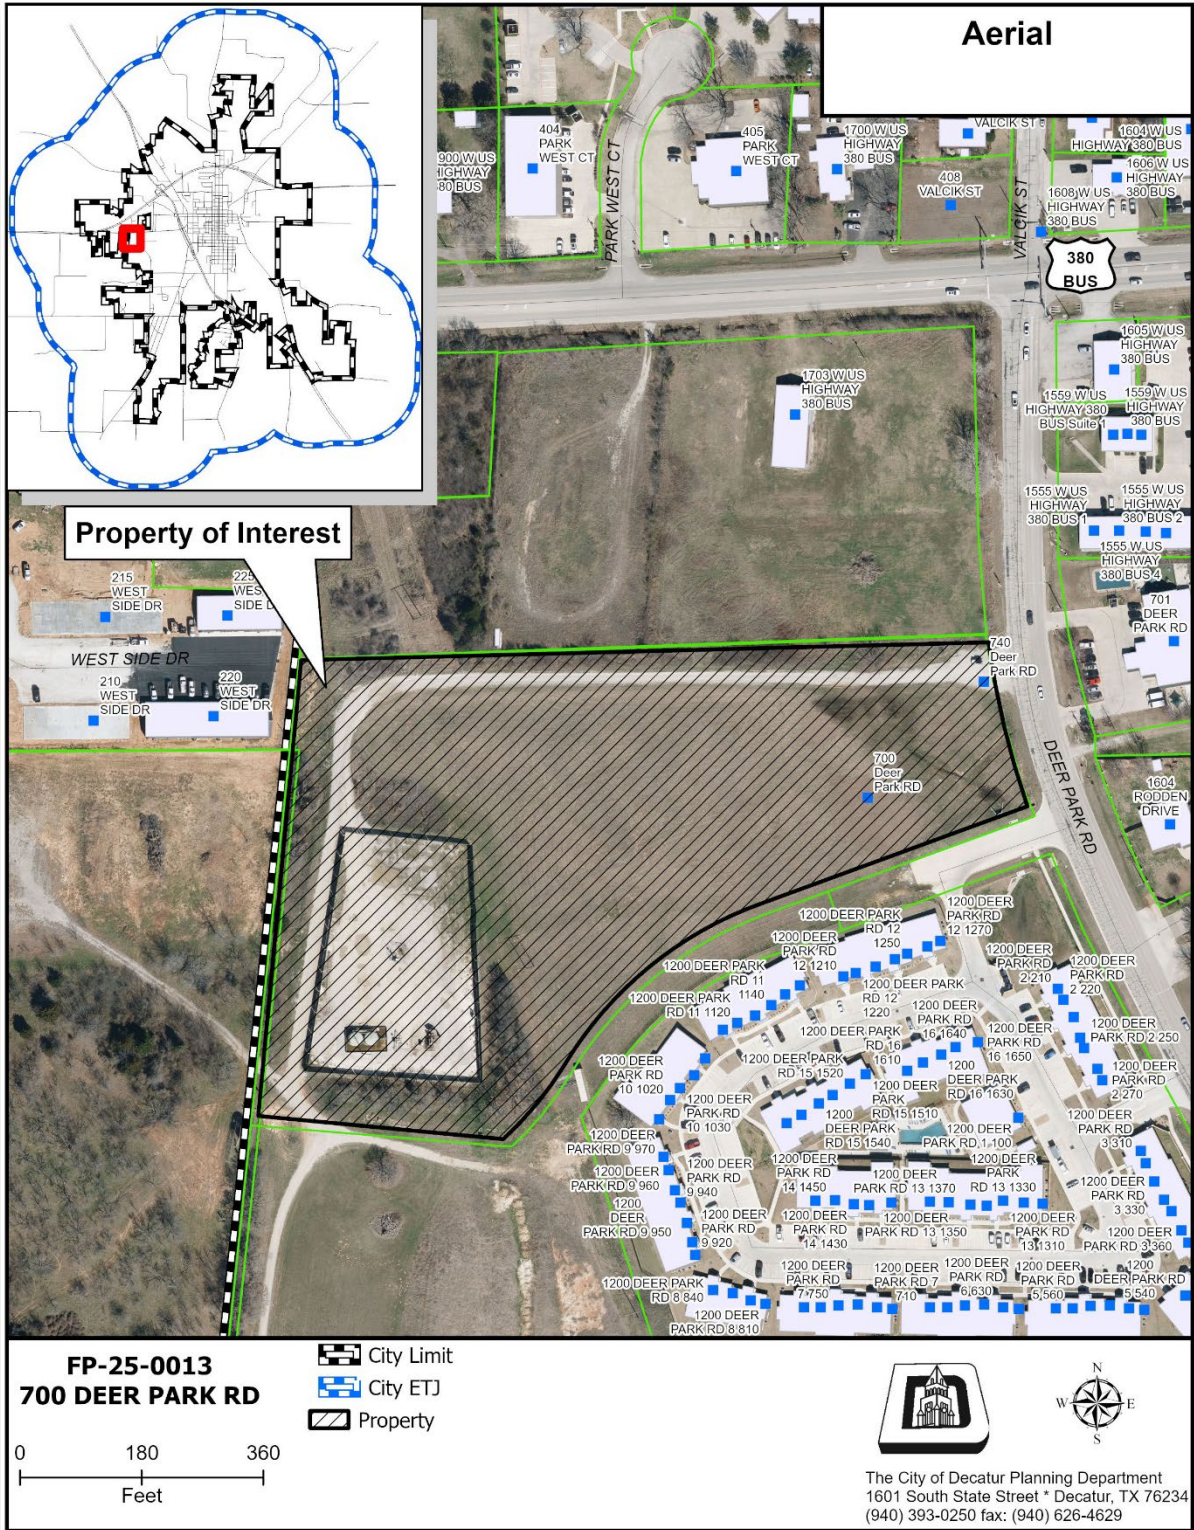 Aerial
404
PARK
WEST CT
PARK WEST CT
405
PARK
WEST CT
1700 W US
HIGHWAY
380 BUS
900 W US
HIGHWAY
80 BUS
408
VALCIK ST
VALCIK ST
VALCIK ST
HIGHWAY
1604 W US
380 BUS
1606 W US
HIGHWAY
380 BUS
1608 W US
HIGHWAY
380 BUS
380
BUS
1703 W US
HIGHWAY
380 BUS
1605 W US
HIGHWAY
380 BUS
1559 W US
HIGHWAY 380
BUS Suite 1
1559 W US
HIGHWAY
380 BUS
1555 W US
HIGHWAY
380 BUS 1
1555 W US
HIGHWAY
380 BUS 2
1555 W US
HIGHWAY
380 BUS 4
701
DEER
PARK RD
Property of Interest
215
WEST
SIDE DR
225
WES
SIDE D
WEST SIDE DR
210
WEST
SIDE DR
220
WEST
SIDE DR
740
Deer
Park RD
700
Deer
Park RD
DEER PARK RD
1604
RODDEN
DRIVE
1200 DEER PARK
RD 12
1250
1200 DEER
PARK RD
12 1270
1200 DEER
PARK RD
12 1210
1200 DEER PARK
RD 11
1140
1200 DEER PARK
RD 11 1120
1200 DEER PARK
RD 12
1220
1200 DEER
PARK RD
2 210
1200 DEER
PARK RD
2 220
1200 DEER
PARK RD
16 1640
1200 DEER
PARK RD
16 1650
1200 DEER
PARK RD 2 250
1200 DEER PARK
RD 16
1610
1200 DEER PARK
RD 15 1520
1200 DEER
PARK RD
10 1020
1200
DEER PARK
RD 16 1630
1200 DEER
PARK RD
2 270
1200 DEER
PARK RD
10 1030
1200 DEER
PARK
RD 15 1510
1200
DEER PARK
RD 15 1540
1200 DEER
PARK RD 1 100
1200 DEER
PARK RD
3 310
1200 DEER
PARK RD 9 970
1200 DEER
PARK RD 9 960
1200 DEER
PARK RD
9 940
1200 DEER
PARK RD
14 1450
1200 DEER
PARK
RD 13 1370
1200 DEER
PARK
RD 13 1330
1200 DEER
PARK RD
3 330
1200
DEER
PARK RD 9 950
1200 DEER
PARK RD
9 920
1200 DEER
PARK RD
14 1430
1200 DEER
PARK
RD 13 1350
1200 DEER
PARK RD
13 1310
1200 DEER
PARK RD 3 360
1200 DEER PARK
RD 8 840
1200 DEER
PARK RD 8 810
1200 DEER
PARK RD
7 750
1200 DEER
PARK RD 7
710
1200 DEER
PARK RD
6 630
1200 DEER
PARK RD
5 560
1200
DEER PARK RD
5 540
FP-25-0013
700 DEER PARK RD
0 180 360
Feet
City Limit
City ETJ
Property
N
W E
S
The City of Decatur Planning Department
1601 South State Street * Decatur, TX 76234
(940) 393-0250 fax: (940) 626-4629